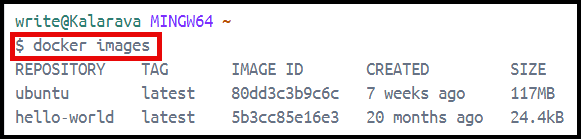 write@Kalarava MINGW64 ~
$ docker images
REPOSITORY TAG IMAGE ID CREATED SIZE
ubuntu latest 80dd3c3b9c6c 7 weeks ago 117MB
hello-world latest 5b3cc85e16e3 20 months ago 24.4kB